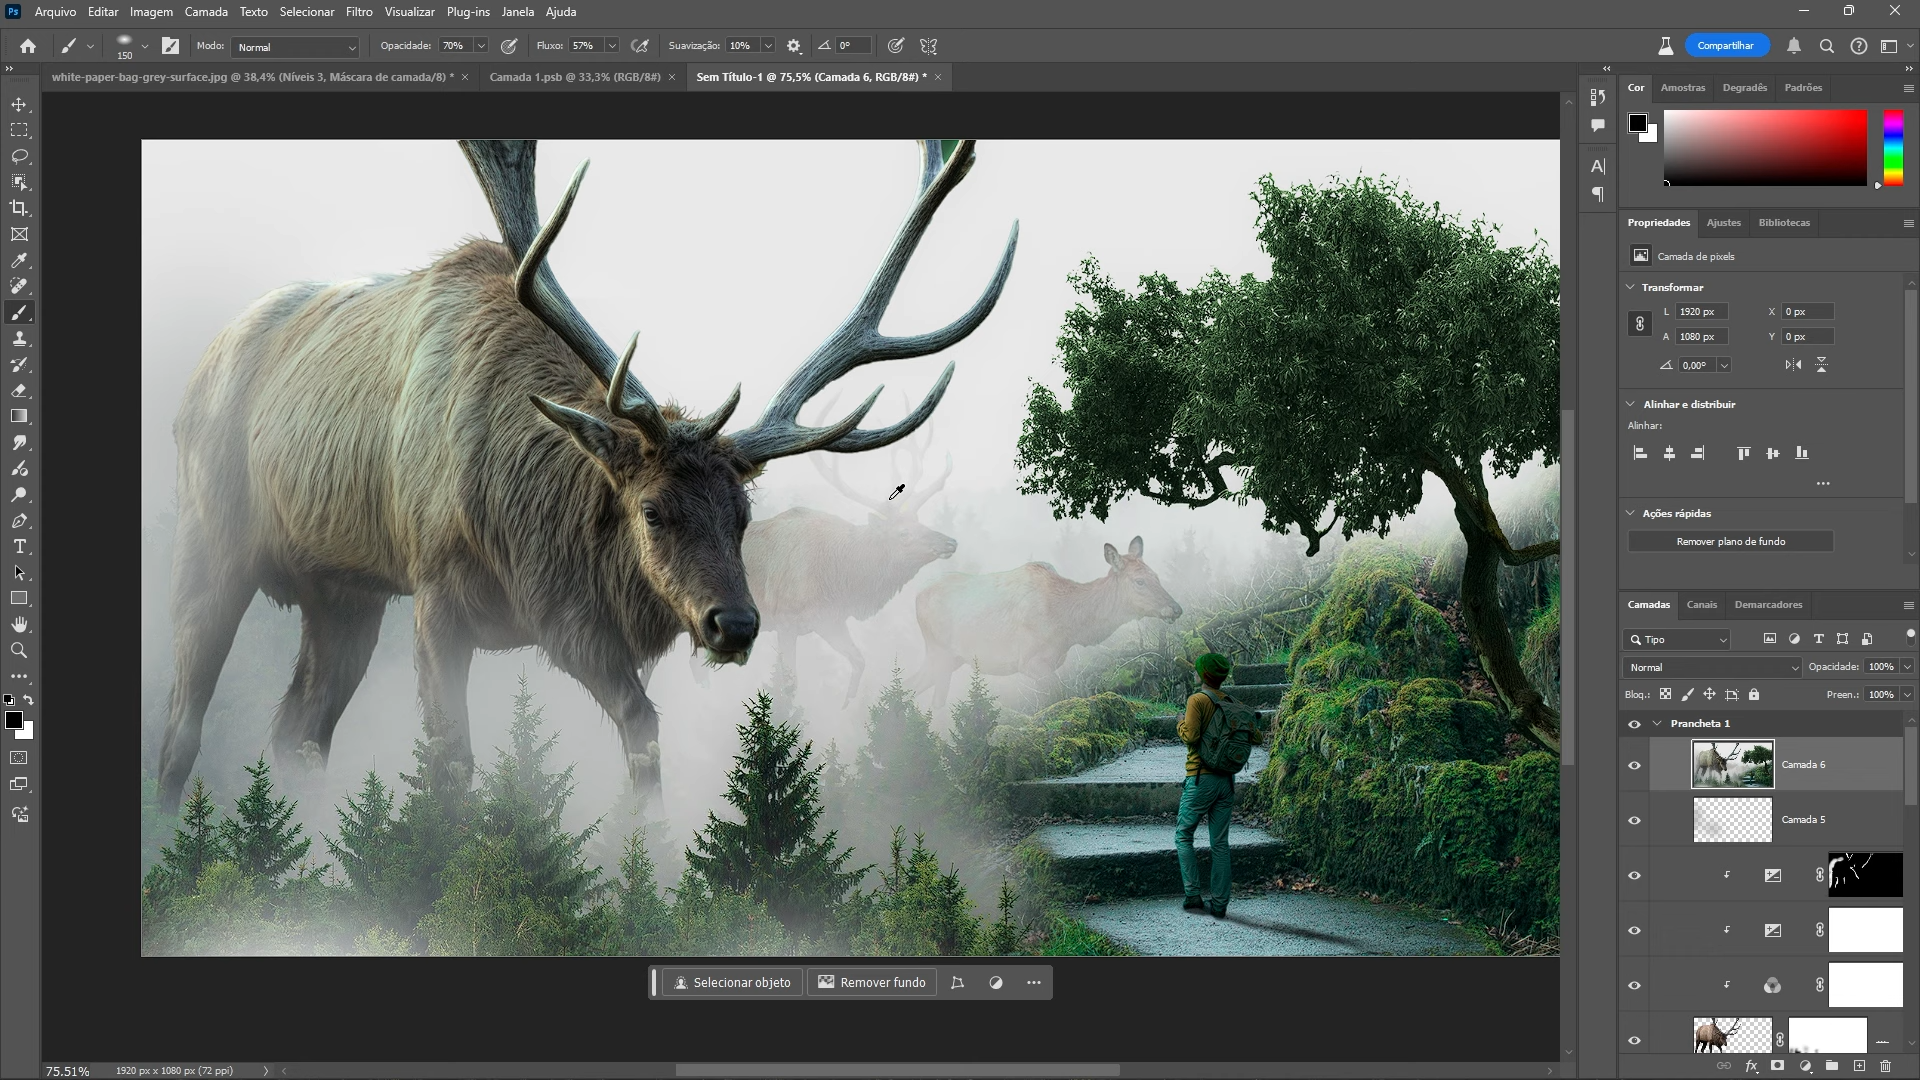 Ps Arquivo Editar Imagem Camada Texto Selecionar Filtro Visualizar Plug-ins Janela Ajuda
150 Modo: Normal Opacidade: 70% Fluxo: 57% Suavização: 10% 0° Compartilhar
white-paper-bag-grey-surface.jpg @ 38,4% (Níveis 3, Máscara de camada/8) * × Camada 1.psb @ 33,3% (RGB/8#) × Sem Título-1 @ 75,5% (Camada 6, RGB/8#) * ×
Cor Amostras Degradês Padrões
Propriedades Ajustes Bibliotecas
Camada de pixels
Transformar
L 1920 px X 0 px
A 1080 px Y 0 px
0,00°
Alinhar e distribuir
Alinhar:
Ações rápidas
Remover plano de fundo
Camadas Canais Demarcadores
Tipo
Normal Opacidade: 100%
Bloq.: Preen.: 100%
Prancheta 1
Camada 6
Camada 5
Selecionar objeto Remover fundo
75.51% 1920 px x 1080 px (72 ppi)